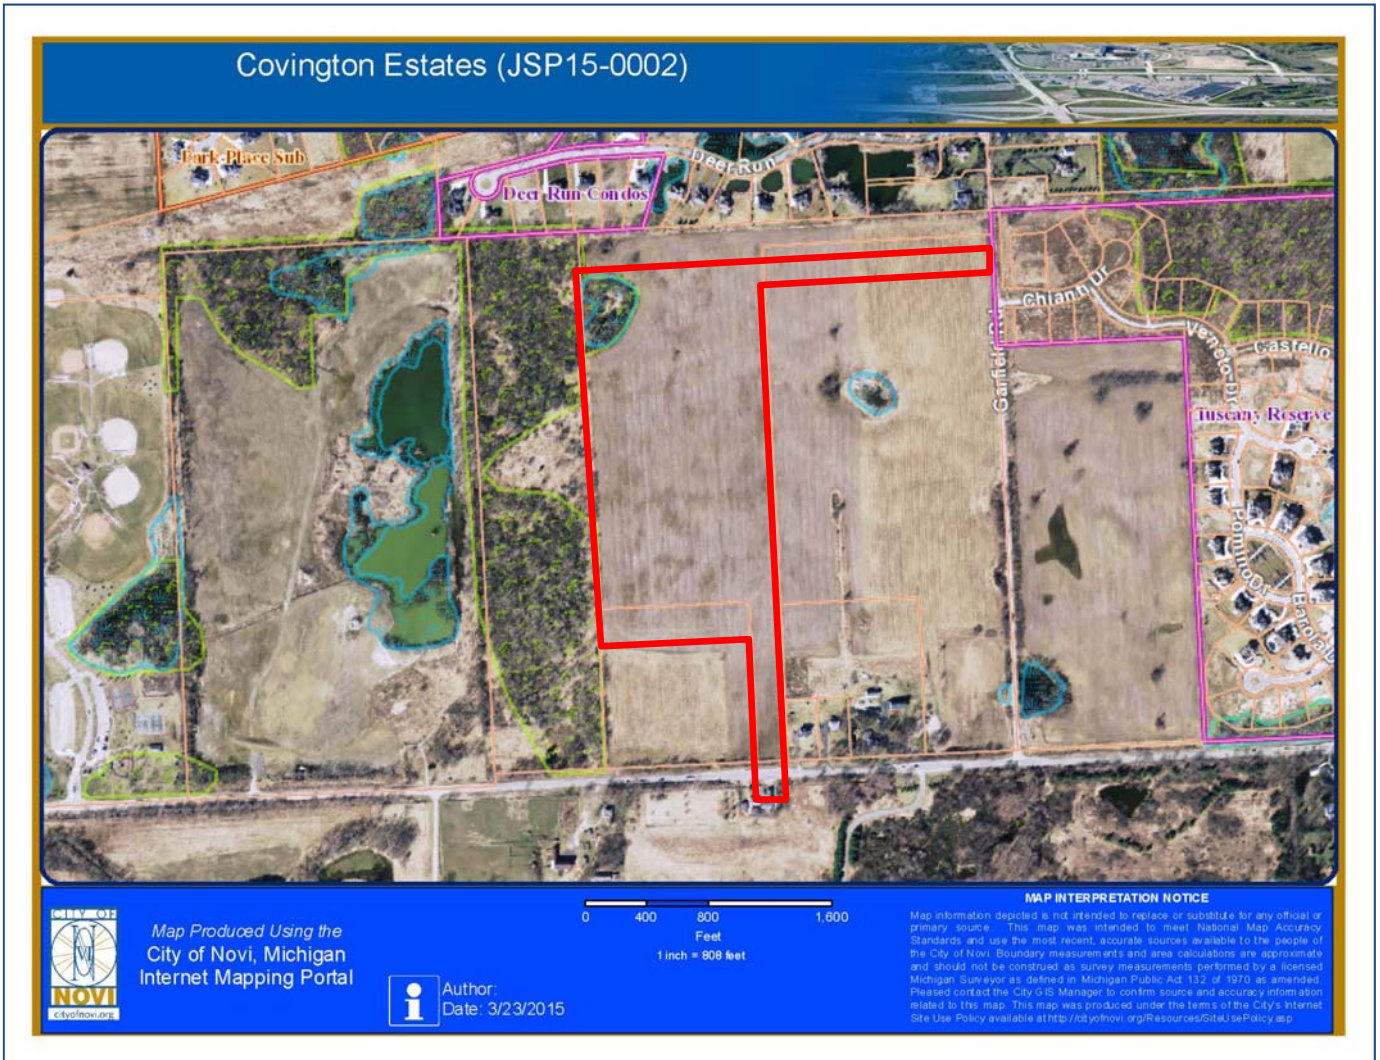 Covington Estates (JSP15-0002)
Park Place Sub
Deer Run
Deer Run Condos
Chianti Dr
Garfield Rd
Veneto Dr
Castello
Tuscany Reserve
Pomino Dr
Barola D
CITY OF
NOVI
cityofnovi.org
Map Produced Using the
City of Novi, Michigan
Internet Mapping Portal
i
Author:
Date: 3/23/2015
0 400 800 1,600
Feet
1 inch = 808 feet
MAP INTERPRETATION NOTICE
Map information depicted is not intended to replace or substitute for any official or
primary source. This map was intended to meet National Map Accuracy
Standards and use the most recent, accurate sources available to the people of
the City of Novi. Boundary measurements and area calculations are approximate
and should not be construed as survey measurements performed by a licensed
Michigan Surveyor as defined in Michigan Public Act 132 of 1970 as amended.
Pleased contact the City GIS Manager to confirm source and accuracy information
related to this map. This map was produced under the terms of the City's Internet
Site Use Policy available at http://cityofnovi.org/Resources/SiteUsePolicy.asp